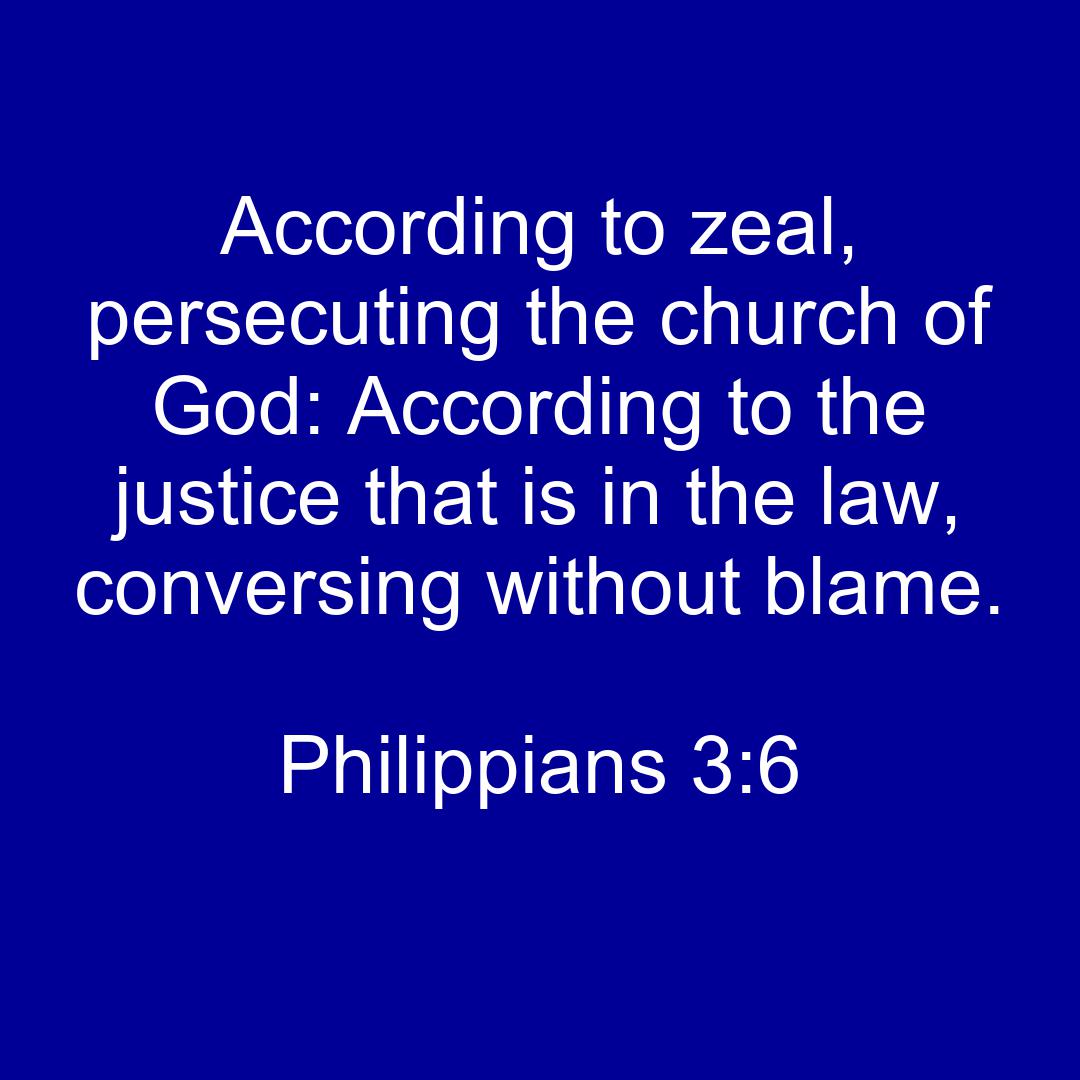 According to zeal,
persecuting the church of
God: According to the
justice that is in the law,
conversing without blame.
Philippians 3:6